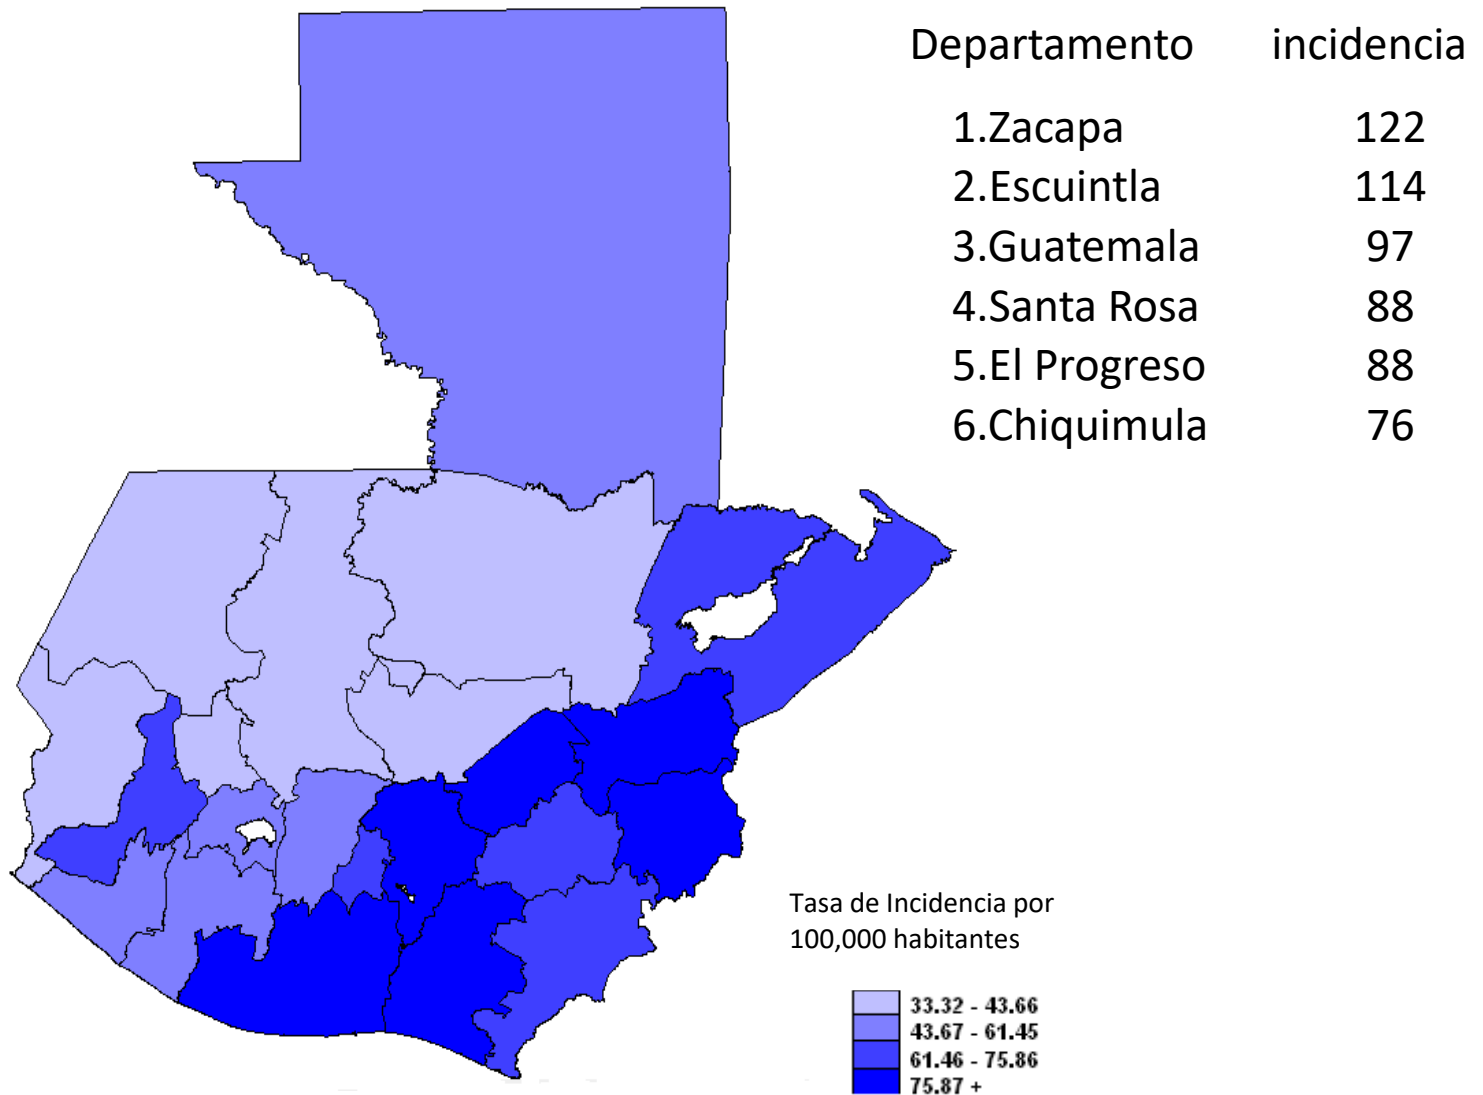 Departamento incidencia
1.Zacapa 122
2.Escuintla 114
3.Guatemala 97
4.Santa Rosa 88
5.El Progreso 88
6.Chiquimula 76
Tasa de Incidencia por
100,000 habitantes
33.32 - 43.66
43.67 - 61.45
61.46 - 75.86
75.87 +